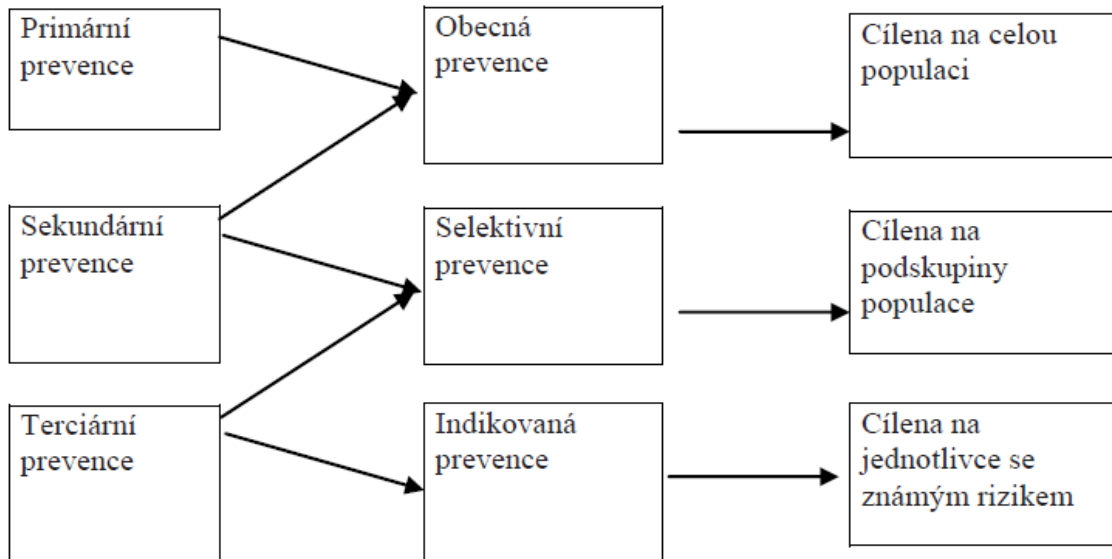 Primární
prevence
Obecná
prevence
Cílena na celou
populaci
Sekundární
prevence
Selektivní
prevence
Cílena na
podskupiny
populace
Terciární
prevence
Indikovaná
prevence
Cílena na
jednotlivce se
známým rizikem